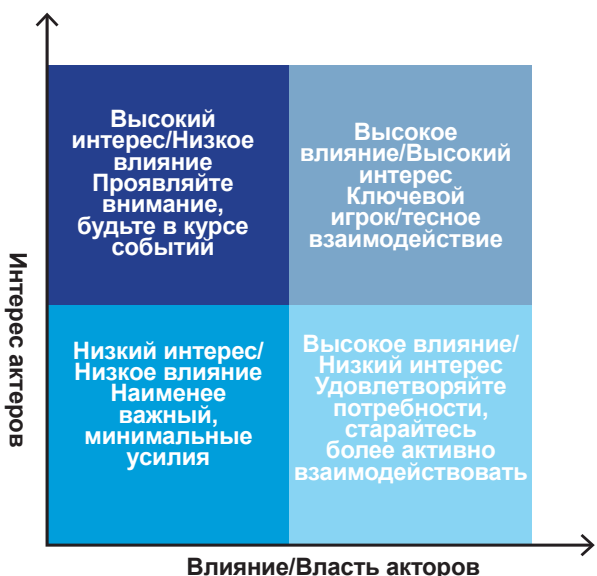 Высокий
интерес/Низкое
влияние
Проявляйте
внимание,
будьте в курсе
событий
Высокое
влияние/Высокий
интерес
Ключевой
игрок/тесное
взаимодействие
Интерес актеров
Низкий интерес/
Низкое влияние
Наименее
важный,
минимальные
усилия
Высокое влияние/
Низкий интерес
Удовлетворяйте
потребности,
старайтесь
более активно
взаимодействовать
Влияние/Власть акторов